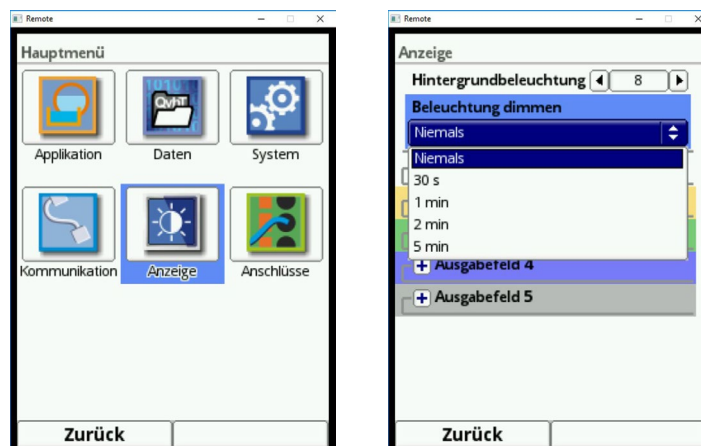 Remote
Hauptmenü
QvhT
Applikation
Daten
System
Kommunikation
Anzeige
Anschlüsse
Zurück
Remote
Anzeige
Hintergrundbeleuchtung 8
Beleuchtung dimmen
Niemals
Niemals
30 s
1 min
2 min
5 min
Ausgabefeld 4
Ausgabefeld 5
Zurück